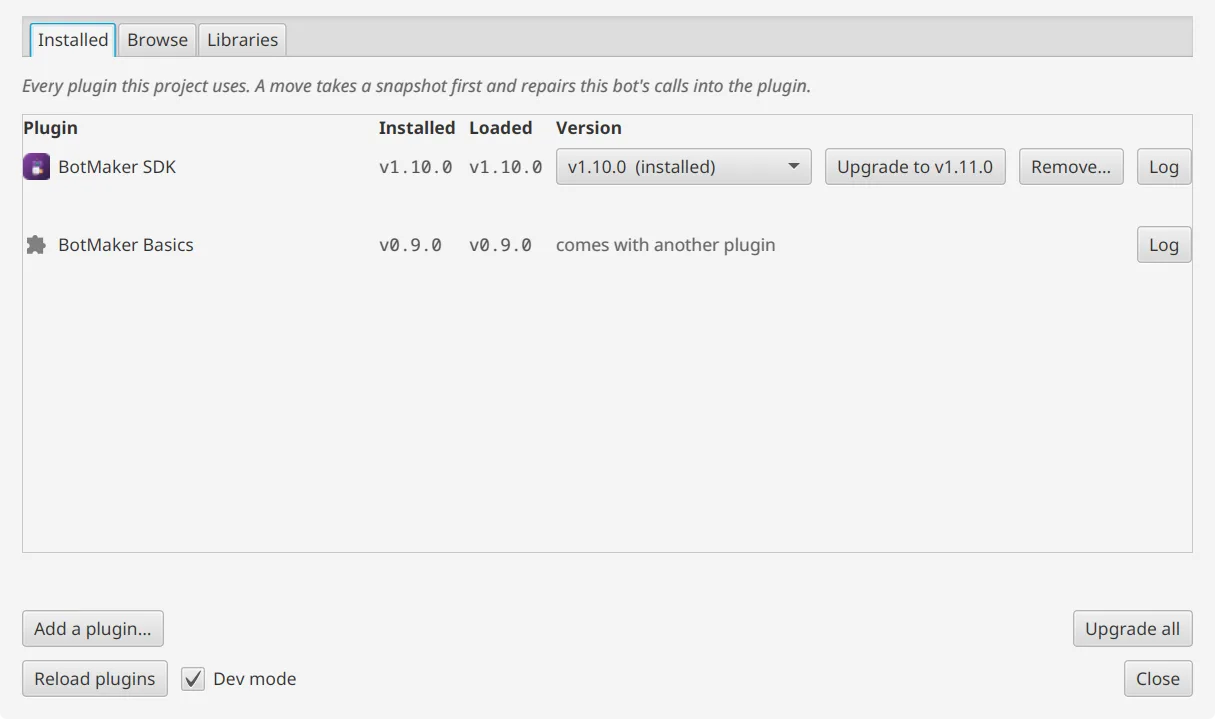 Installed Browse Libraries
Every plugin this project uses. A move takes a snapshot first and repairs this bot's calls into the plugin.
Plugin Installed Loaded Version
BotMaker SDK v1.10.0 v1.10.0 v1.10.0 (installed) Upgrade to v1.11.0 Remove... Log
BotMaker Basics v0.9.0 v0.9.0 comes with another plugin Log
Add a plugin... Upgrade all
Reload plugins Dev mode Close